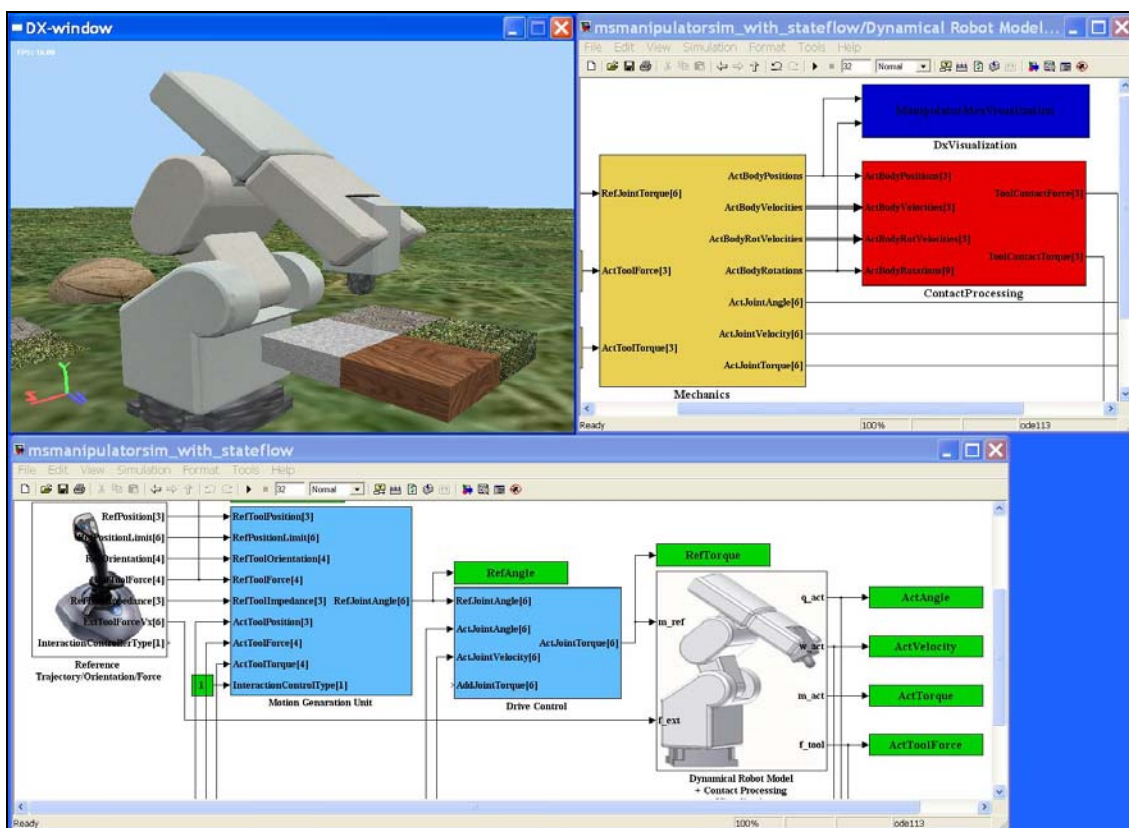 DX-window
msmanipulatorsim_with_stateflow/Dynamical Robot Model...
File Edit View Simulation Format Tools Help
32 Normal
DxVisualization
RefJointTorque[6]
ActToolForce[3]
ActToolTorque[3]
ActBodyPositions
ActBodyVelocities
ActBodyRotVelocities
ActBodyRotations
ActJointAngle[6]
ActJointVelocity[6]
ActJointTorque[6]
Mechanics
ActBodyPositions[3]
ActBodyVelocities[3]
ActBodyRotVelocities[3]
ActBodyRotations[9]
ToolContactForce[3]
ToolContactTorque[3]
ContactProcessing
Ready 100% ode113
Y
msmanipulatorsim_with_stateflow
File Edit View Simulation Format Tools Help
32 Normal
RefPosition[3]
InteractionControllerType[1]
Reference
Trajectory/Orientation/Force
1
RefToolPosition[3]
RefPositionLimit[6]
RefToolOrientation[4]
RefToolForce[4]
RefToolImpedance[3]
ActToolPosition[3]
ActToolForce[4]
ActToolTorque[4]
InteractionControlType[1]
RefJointAngle[6]
Motion Genaration Unit
RefAngle
RefJointAngle[6]
ActJointAngle[6]
ActJointVelocity[6]
AddJointTorque[6]
ActJointTorque[6]
Drive Control
RefTorque
m_ref
f_ext
q_act
w_act
m_act
f_tool
Dynamical Robot Model
+ Contact Processing
ActAngle
ActVelocity
ActTorque
ActToolForce
Ready 100% ode113